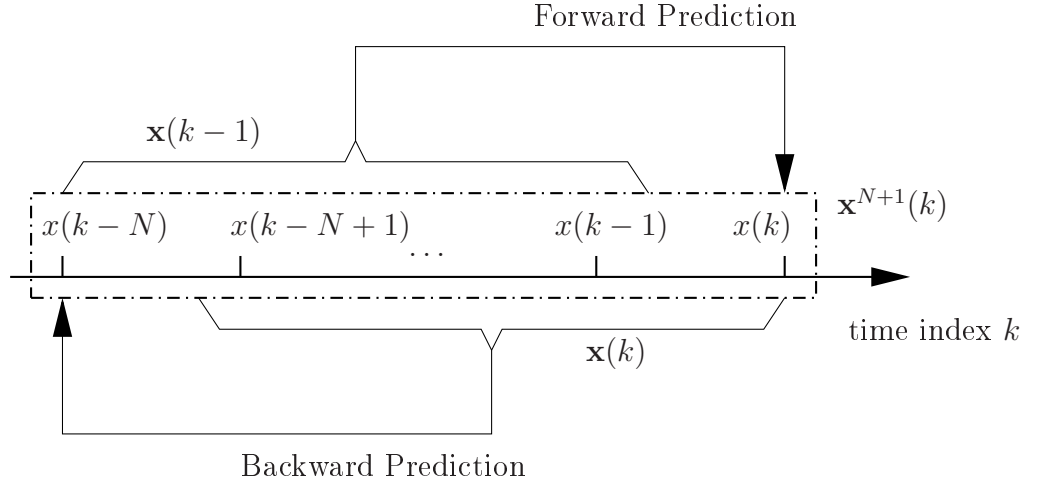 Forward Prediction
x(k − 1)
x^{N+1}(k)
x(k − N) x(k − N + 1) ... x(k − 1) x(k)
time index k
x(k)
Backward Prediction